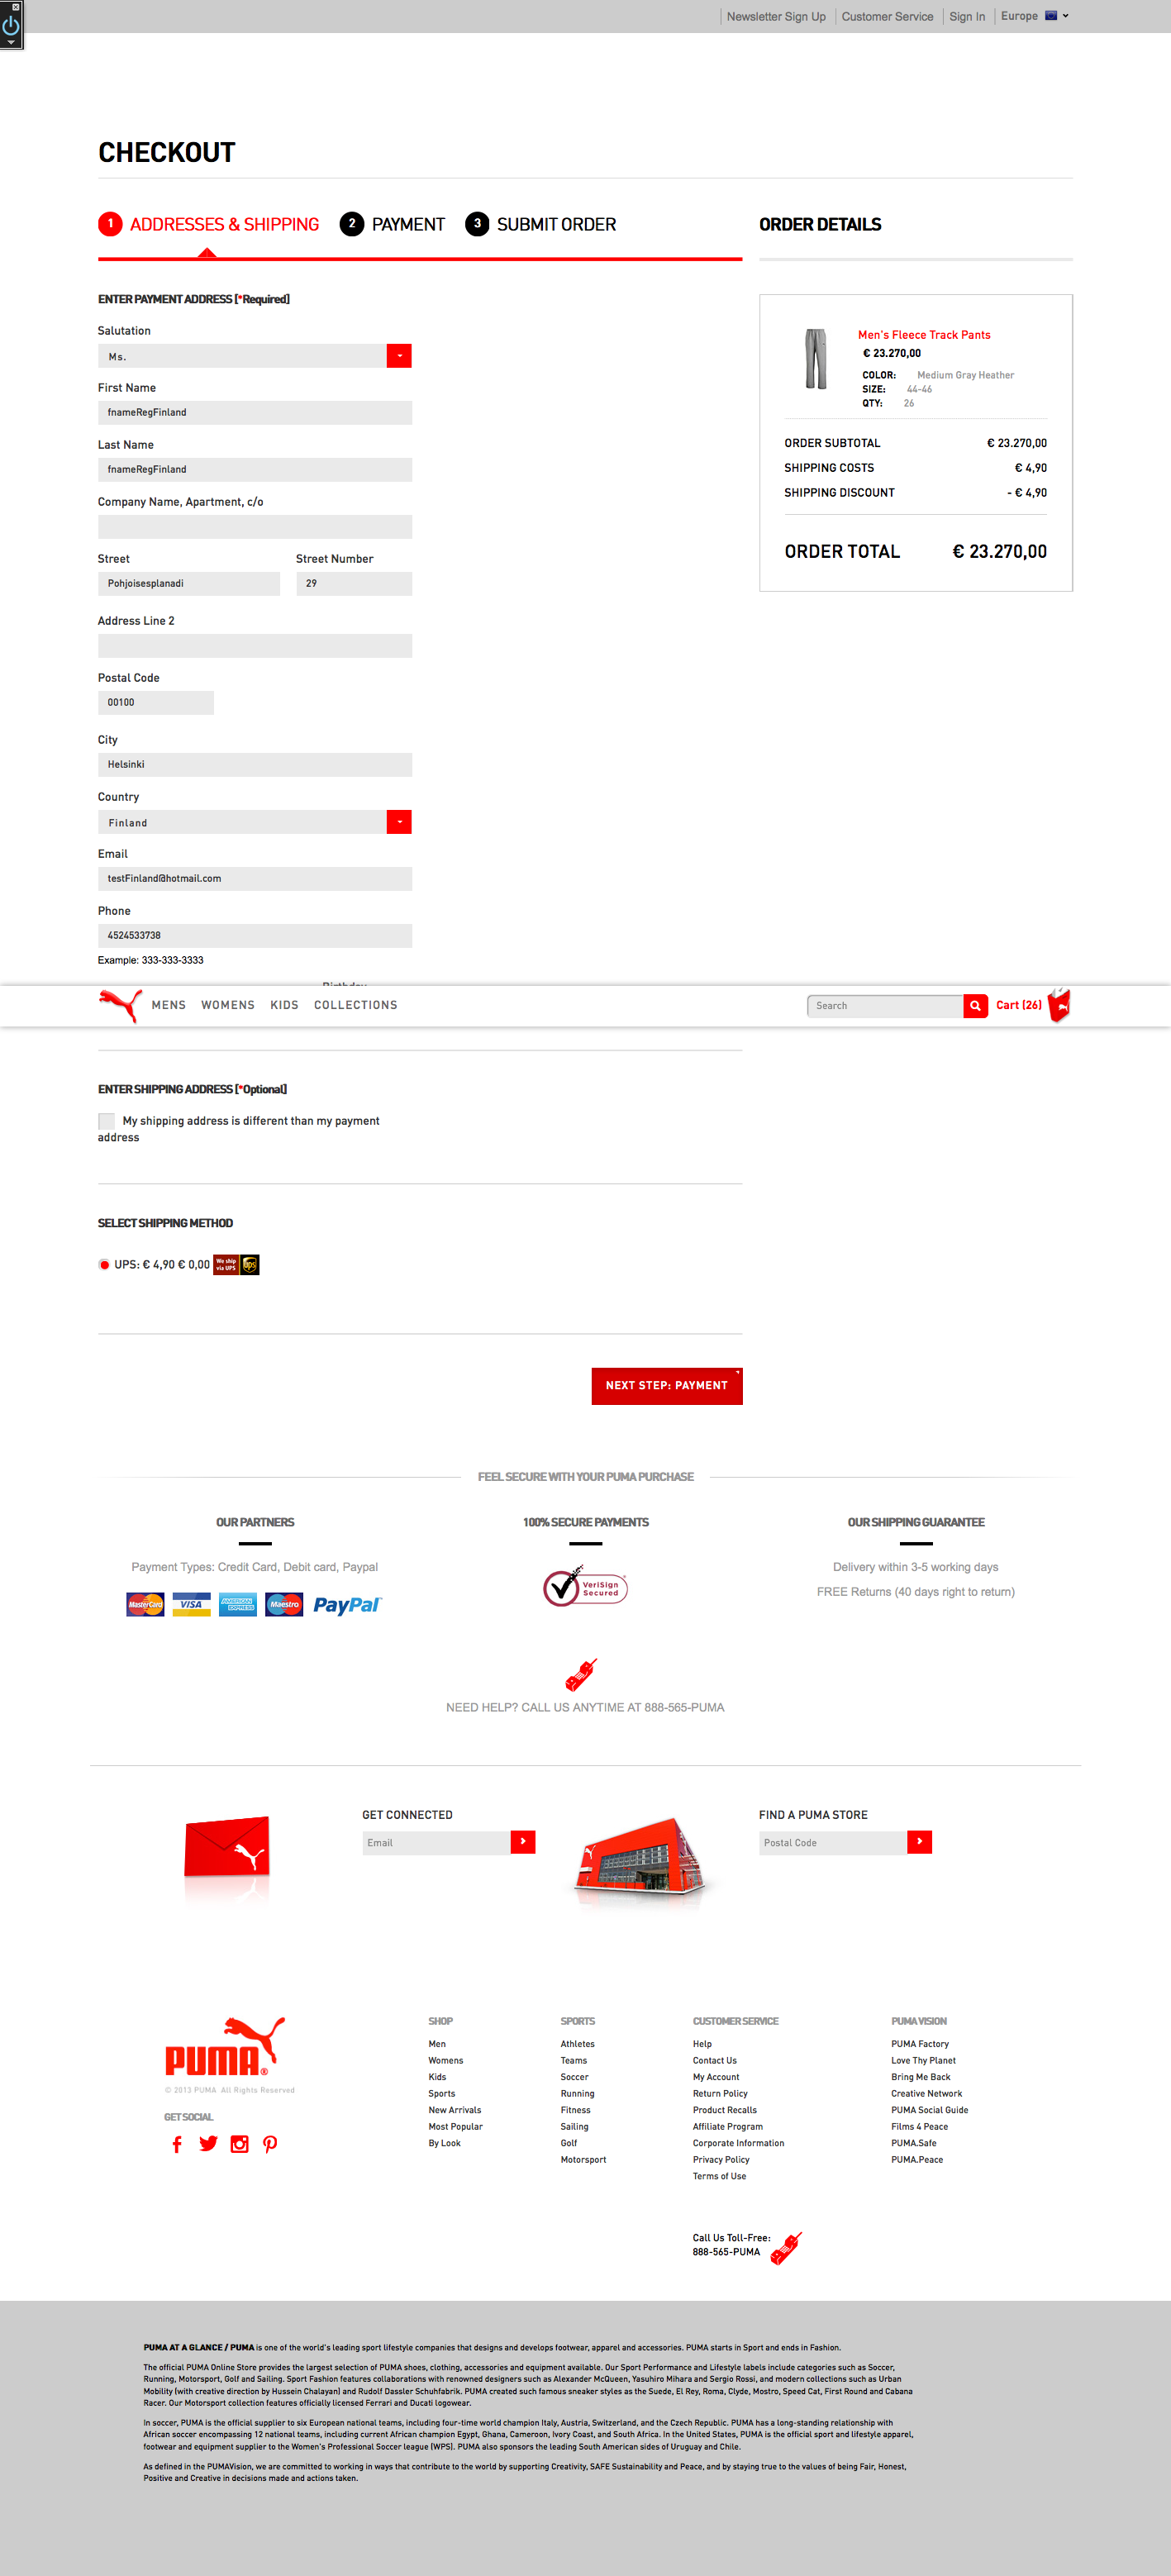 Newsletter Sign Up
Customer Service
Sign In
Europe
CHECKOUT
1 ADDRESSES & SHIPPING
2 PAYMENT
3 SUBMIT ORDER
ORDER DETAILS
ENTER PAYMENT ADDRESS [*Required]
Salutation
Ms.
First Name
fnameRegFinland
Last Name
fnameRegFinland
Company Name, Apartment, c/o
Street
Street Number
Pohjoisesplanadi
29
Address Line 2
Postal Code
00100
City
Helsinki
Country
Finland
Email
testFinland@hotmail.com
Phone
4524533738
Example: 333-333-3333
Birthday
Men's Fleece Track Pants
€ 23.270,00
COLOR: Medium Gray Heather
SIZE: 44-46
QTY: 26
ORDER SUBTOTAL € 23.270,00
SHIPPING COSTS € 4,90
SHIPPING DISCOUNT - € 4,90
ORDER TOTAL € 23.270,00
MENS WOMENS KIDS COLLECTIONS
Search
Cart (26)
ENTER SHIPPING ADDRESS [*Optional]
My shipping address is different than my payment
address
SELECT SHIPPING METHOD
UPS: € 4,90 € 0,00
We ship
via UPS
ups
NEXT STEP: PAYMENT
FEEL SECURE WITH YOUR PUMA PURCHASE
OUR PARTNERS
Payment Types: Credit Card, Debit card, Paypal
MasterCard VISA AMERICAN EXPRESS Maestro PayPal
100% SECURE PAYMENTS
VeriSign
Secured
OUR SHIPPING GUARANTEE
Delivery within 3-5 working days
FREE Returns (40 days right to return)
NEED HELP? CALL US ANYTIME AT 888-565-PUMA
GET CONNECTED
Email
FIND A PUMA STORE
Postal Code
PUMA®
© 2013 PUMA All Rights Reserved
GET SOCIAL
SHOP
Men
Womens
Kids
Sports
New Arrivals
Most Popular
By Look
SPORTS
Athletes
Teams
Soccer
Running
Fitness
Sailing
Golf
Motorsport
CUSTOMER SERVICE
Help
Contact Us
My Account
Return Policy
Product Recalls
Affiliate Program
Corporate Information
Privacy Policy
Terms of Use
Call Us Toll-Free:
888-565-PUMA
PUMAVISION
PUMA Factory
Love Thy Planet
Bring Me Back
Creative Network
PUMA Social Guide
Films 4 Peace
PUMA.Safe
PUMA.Peace
PUMA AT A GLANCE / PUMA is one of the world's leading sport lifestyle companies that designs and develops footwear, apparel and accessories. PUMA starts in Sport and ends in Fashion.
The official PUMA Online Store provides the largest selection of PUMA shoes, clothing, accessories and equipment available. Our Sport Performance and Lifestyle labels include categories such as Soccer,
Running, Motorsport, Golf and Sailing. Sport Fashion features collaborations with renowned designers such as Alexander McQueen, Yasuhiro Mihara and Sergio Rossi, and modern collections such as Urban
Mobility (with creative direction by Hussein Chalayan) and Rudolf Dassler Schuhfabrik. PUMA created such famous sneaker styles as the Suede, El Rey, Roma, Clyde, Mostro, Speed Cat, First Round and Cabana
Racer. Our Motorsport collection features officially licensed Ferrari and Ducati logowear.
In soccer, PUMA is the official supplier to six European national teams, including four-time world champion Italy, Austria, Switzerland, and the Czech Republic. PUMA has a long-standing relationship with
African soccer encompassing 12 national teams, including current African champion Egypt, Ghana, Cameroon, Ivory Coast, and South Africa. In the United States, PUMA is the official sport and lifestyle apparel,
footwear and equipment supplier to the Women's Professional Soccer league (WPS). PUMA also sponsors the leading South American sides of Uruguay and Chile.
As defined in the PUMAVision, we are committed to working in ways that contribute to the world by supporting Creativity, SAFE Sustainability and Peace, and by staying true to the values of being Fair, Honest,
Positive and Creative in decisions made and actions taken.